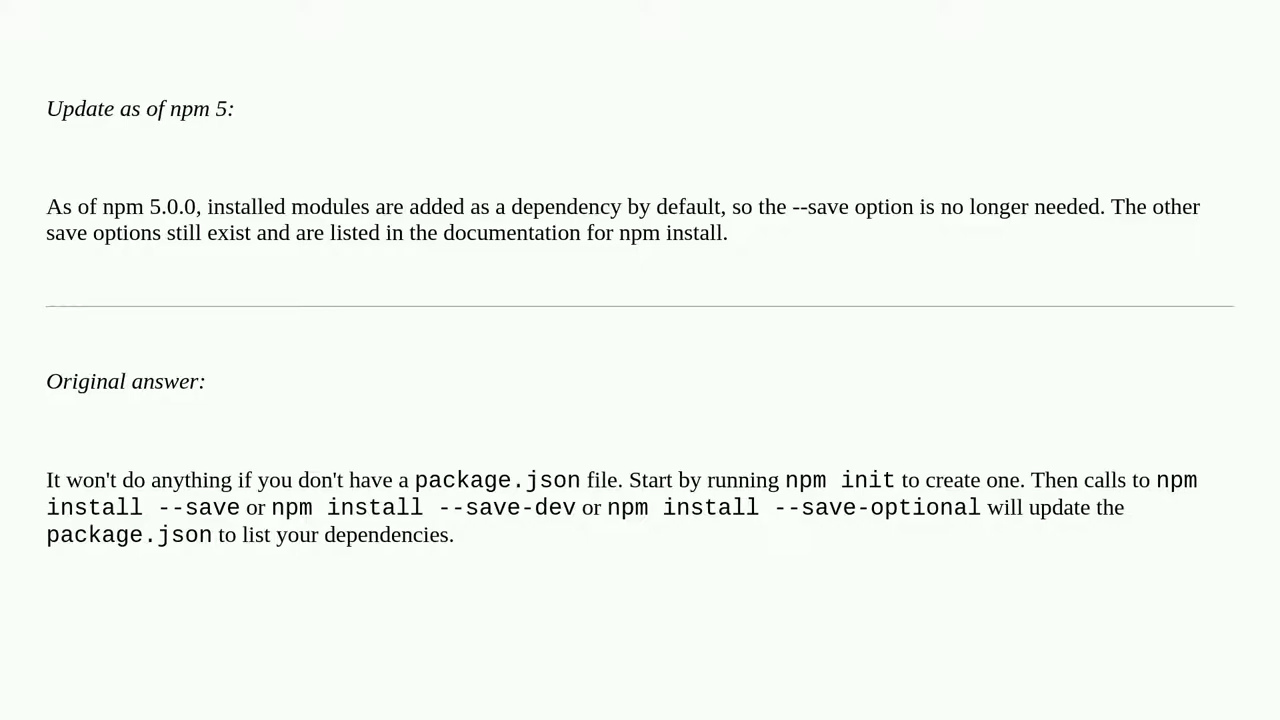 Update as of npm 5:
As of npm 5.0.0, installed modules are added as a dependency by default, so the --save option is no longer needed. The other
save options still exist and are listed in the documentation for npm install.
Original answer:
It won't do anything if you don't have a package.json file. Start by running npm init to create one. Then calls to npm
install --save or npm install --save-dev or npm install --save-optional will update the
package.json to list your dependencies.